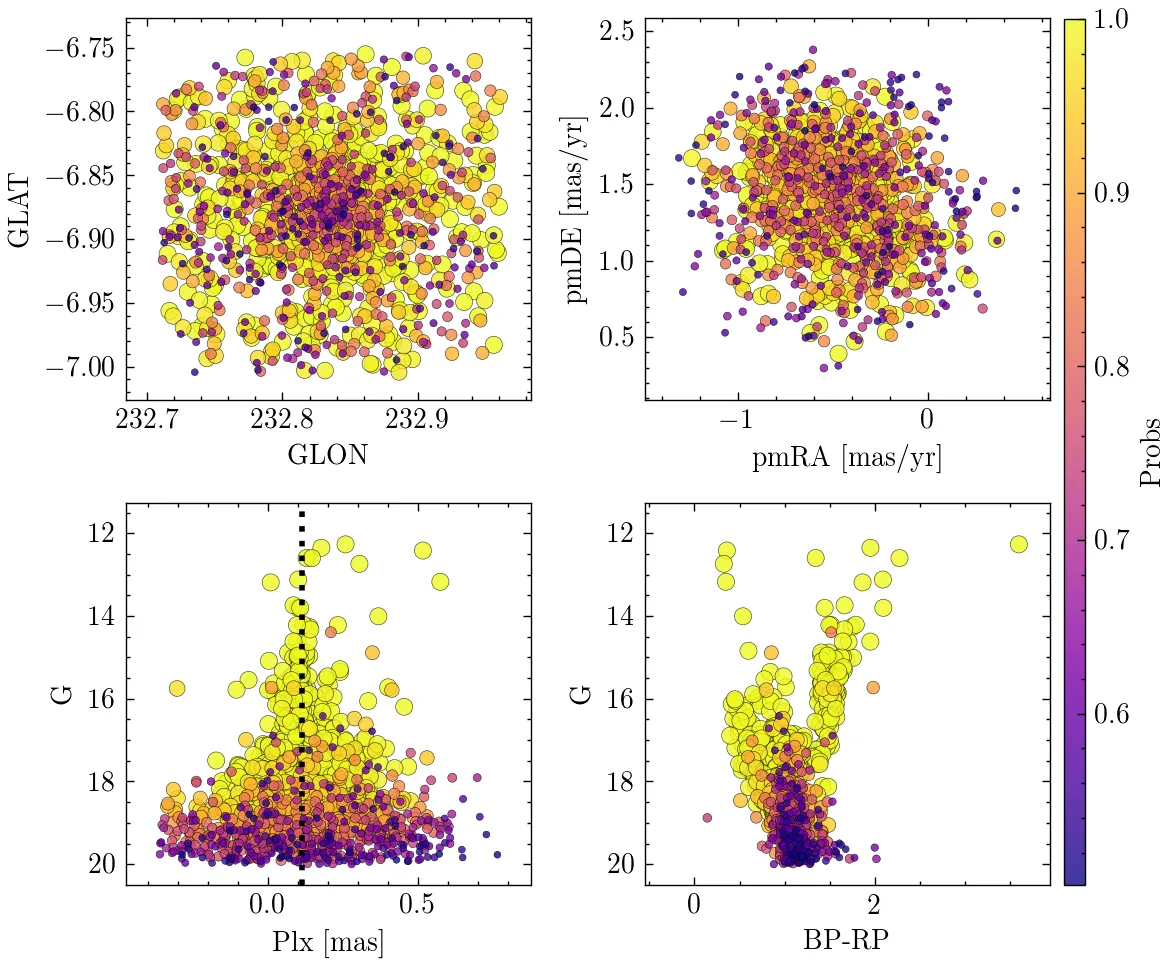 −6.75
−6.80
−6.85
−6.90
−6.95
−7.00
GLAT
232.7 232.8 232.9
GLON
2.5
2.0
1.5
1.0
0.5
pmDE [mas/yr]
−1 0
pmRA [mas/yr]
12
14
16
18
20
G
0.0 0.5
Plx [mas]
12
14
16
18
20
G
0 2
BP-RP
1.0
0.9
0.8
0.7
0.6
Probs